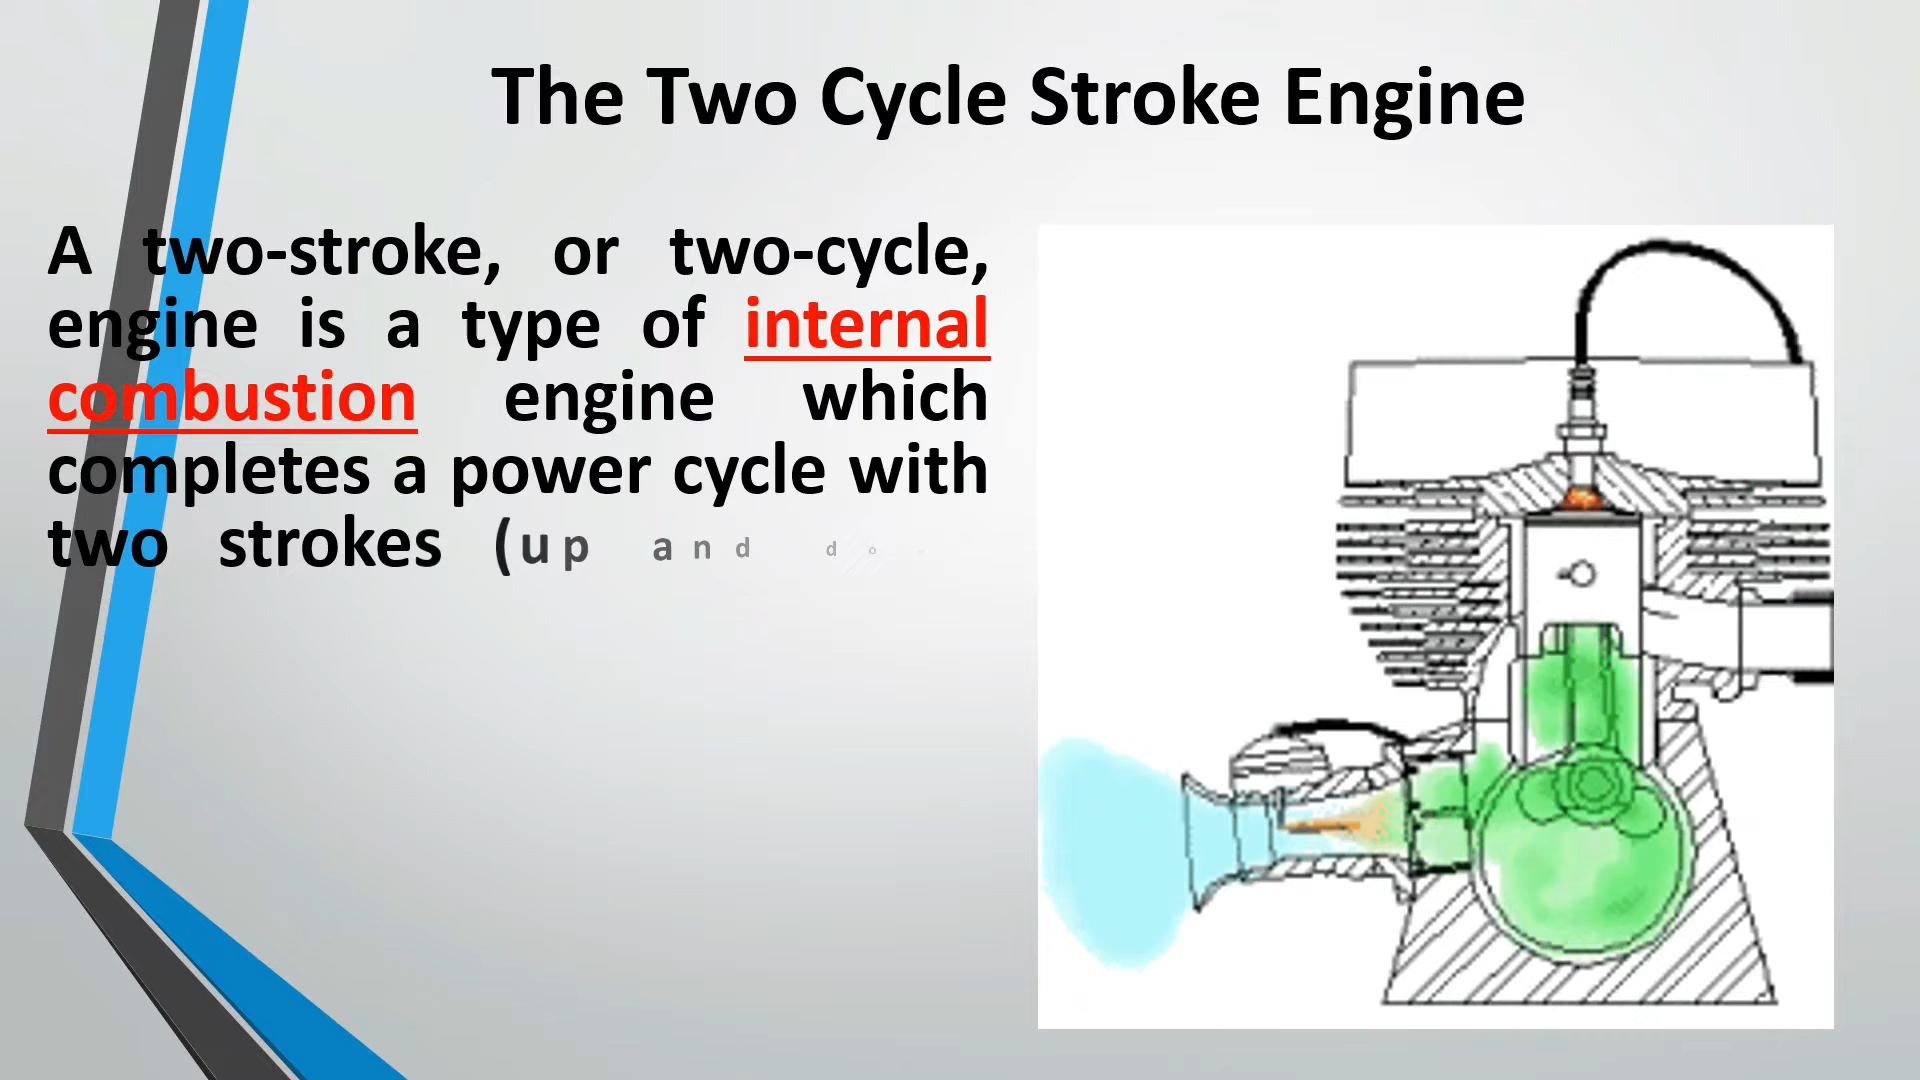 The Two Cycle Stroke Engine
A two-stroke, or two-cycle,
engine is a type of internal
combustion engine which
completes a power cycle with
two strokes (up and do